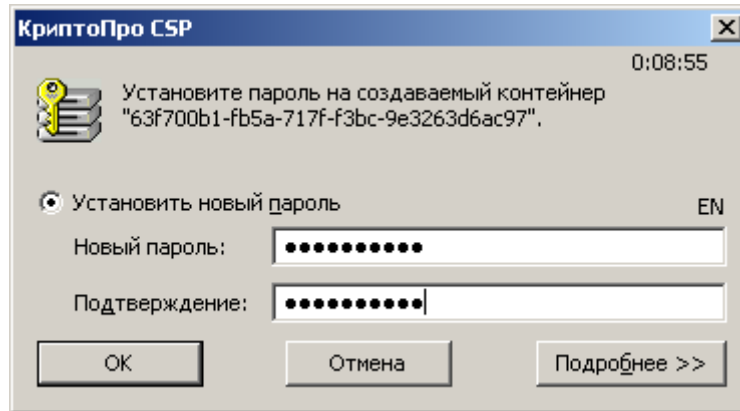 КриптоПро CSP
0:08:55
Установите пароль на создаваемый контейнер
"63f700b1-fb5a-717f-f3bc-9e3263d6ac97".
Установить новый пароль
EN
Новый пароль: ●●●●●●●●●●
Подтверждение: ●●●●●●●●●●
ОК Отмена Подробнее >>